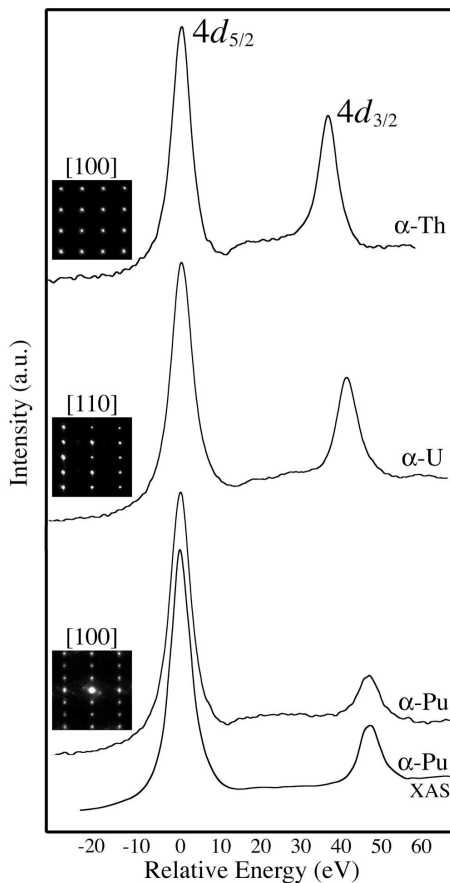 4d5/2
4d3/2
[100]
α-Th
[110]
α-U
[100]
α-Pu
α-Pu
XAS
Intensity (a.u.)
-20 -10 0 10 20 30 40 50 60
Relative Energy (eV)